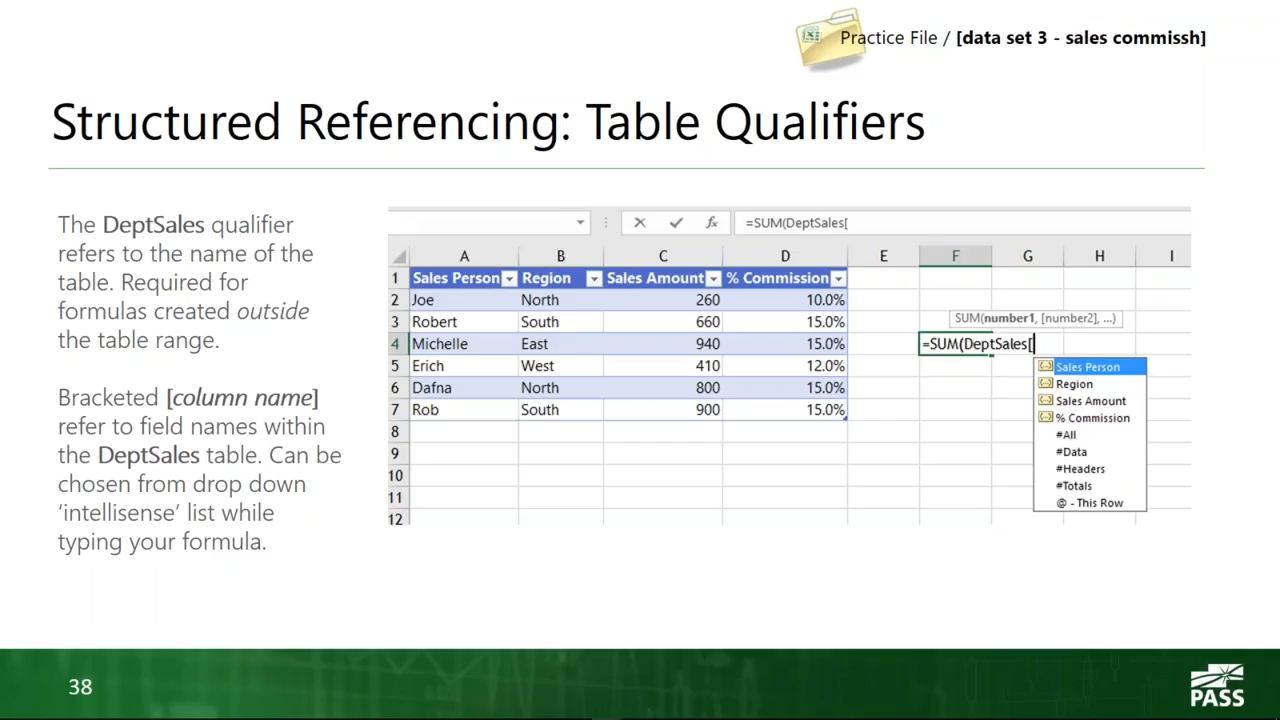 Practice File / [data set 3 - sales commissh]
Structured Referencing: Table Qualifiers
The DeptSales qualifier
refers to the name of the
table. Required for
formulas created outside
the table range.
Bracketed [column name]
refer to field names within
the DeptSales table. Can be
chosen from drop down
‘intellisense’ list while
typing your formula.
fx =SUM(DeptSales[
A B C D E F G H I
1 Sales Person Region Sales Amount % Commission
2 Joe North 260 10.0%
3 Robert South 660 15.0%
SUM(number1, [number2], ...)
4 Michelle East 940 15.0% =SUM(DeptSales[
5 Erich West 410 12.0%
6 Dafna North 800 15.0%
7 Rob South 900 15.0%
8
9
10
11
12
Sales Person
Region
Sales Amount
% Commission
#All
#Data
#Headers
#Totals
@ - This Row
38
PASS